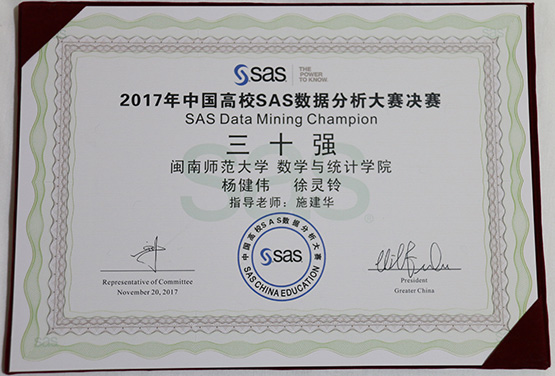 sas THE POWER TO KNOW
2017年中国高校SAS数据分析大赛决赛
SAS Data Mining Champion
三十强
闽南师范大学 数学与统计学院
杨健伟 徐灵铃
指导老师：施建华
sas
中国高校SAS数据分析大赛
sas
SAS CHINA EDUCATION
Representative of Committee
November 20, 2017
President
Greater China